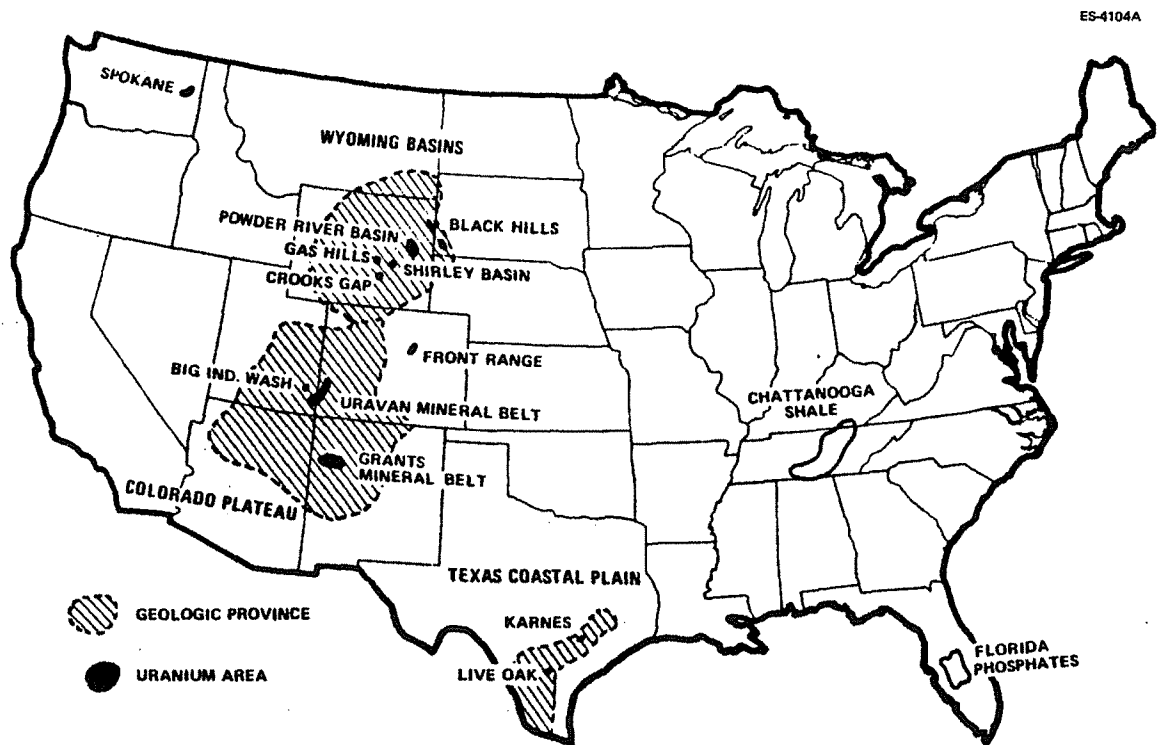 ES-4104A
SPOKANE
WYOMING BASINS
POWDER RIVER BASIN
BLACK HILLS
GAS HILLS
SHIRLEY BASIN
CROOKS GAP
FRONT RANGE
BIG IND. WASH
URAVAN MINERAL BELT
CHATTANOOGA
SHALE
GRANTS
MINERAL BELT
COLORADO PLATEAU
TEXAS COASTAL PLAIN
GEOLOGIC PROVINCE
KARNES
LIVE OAK
URANIUM AREA
FLORIDA
PHOSPHATES